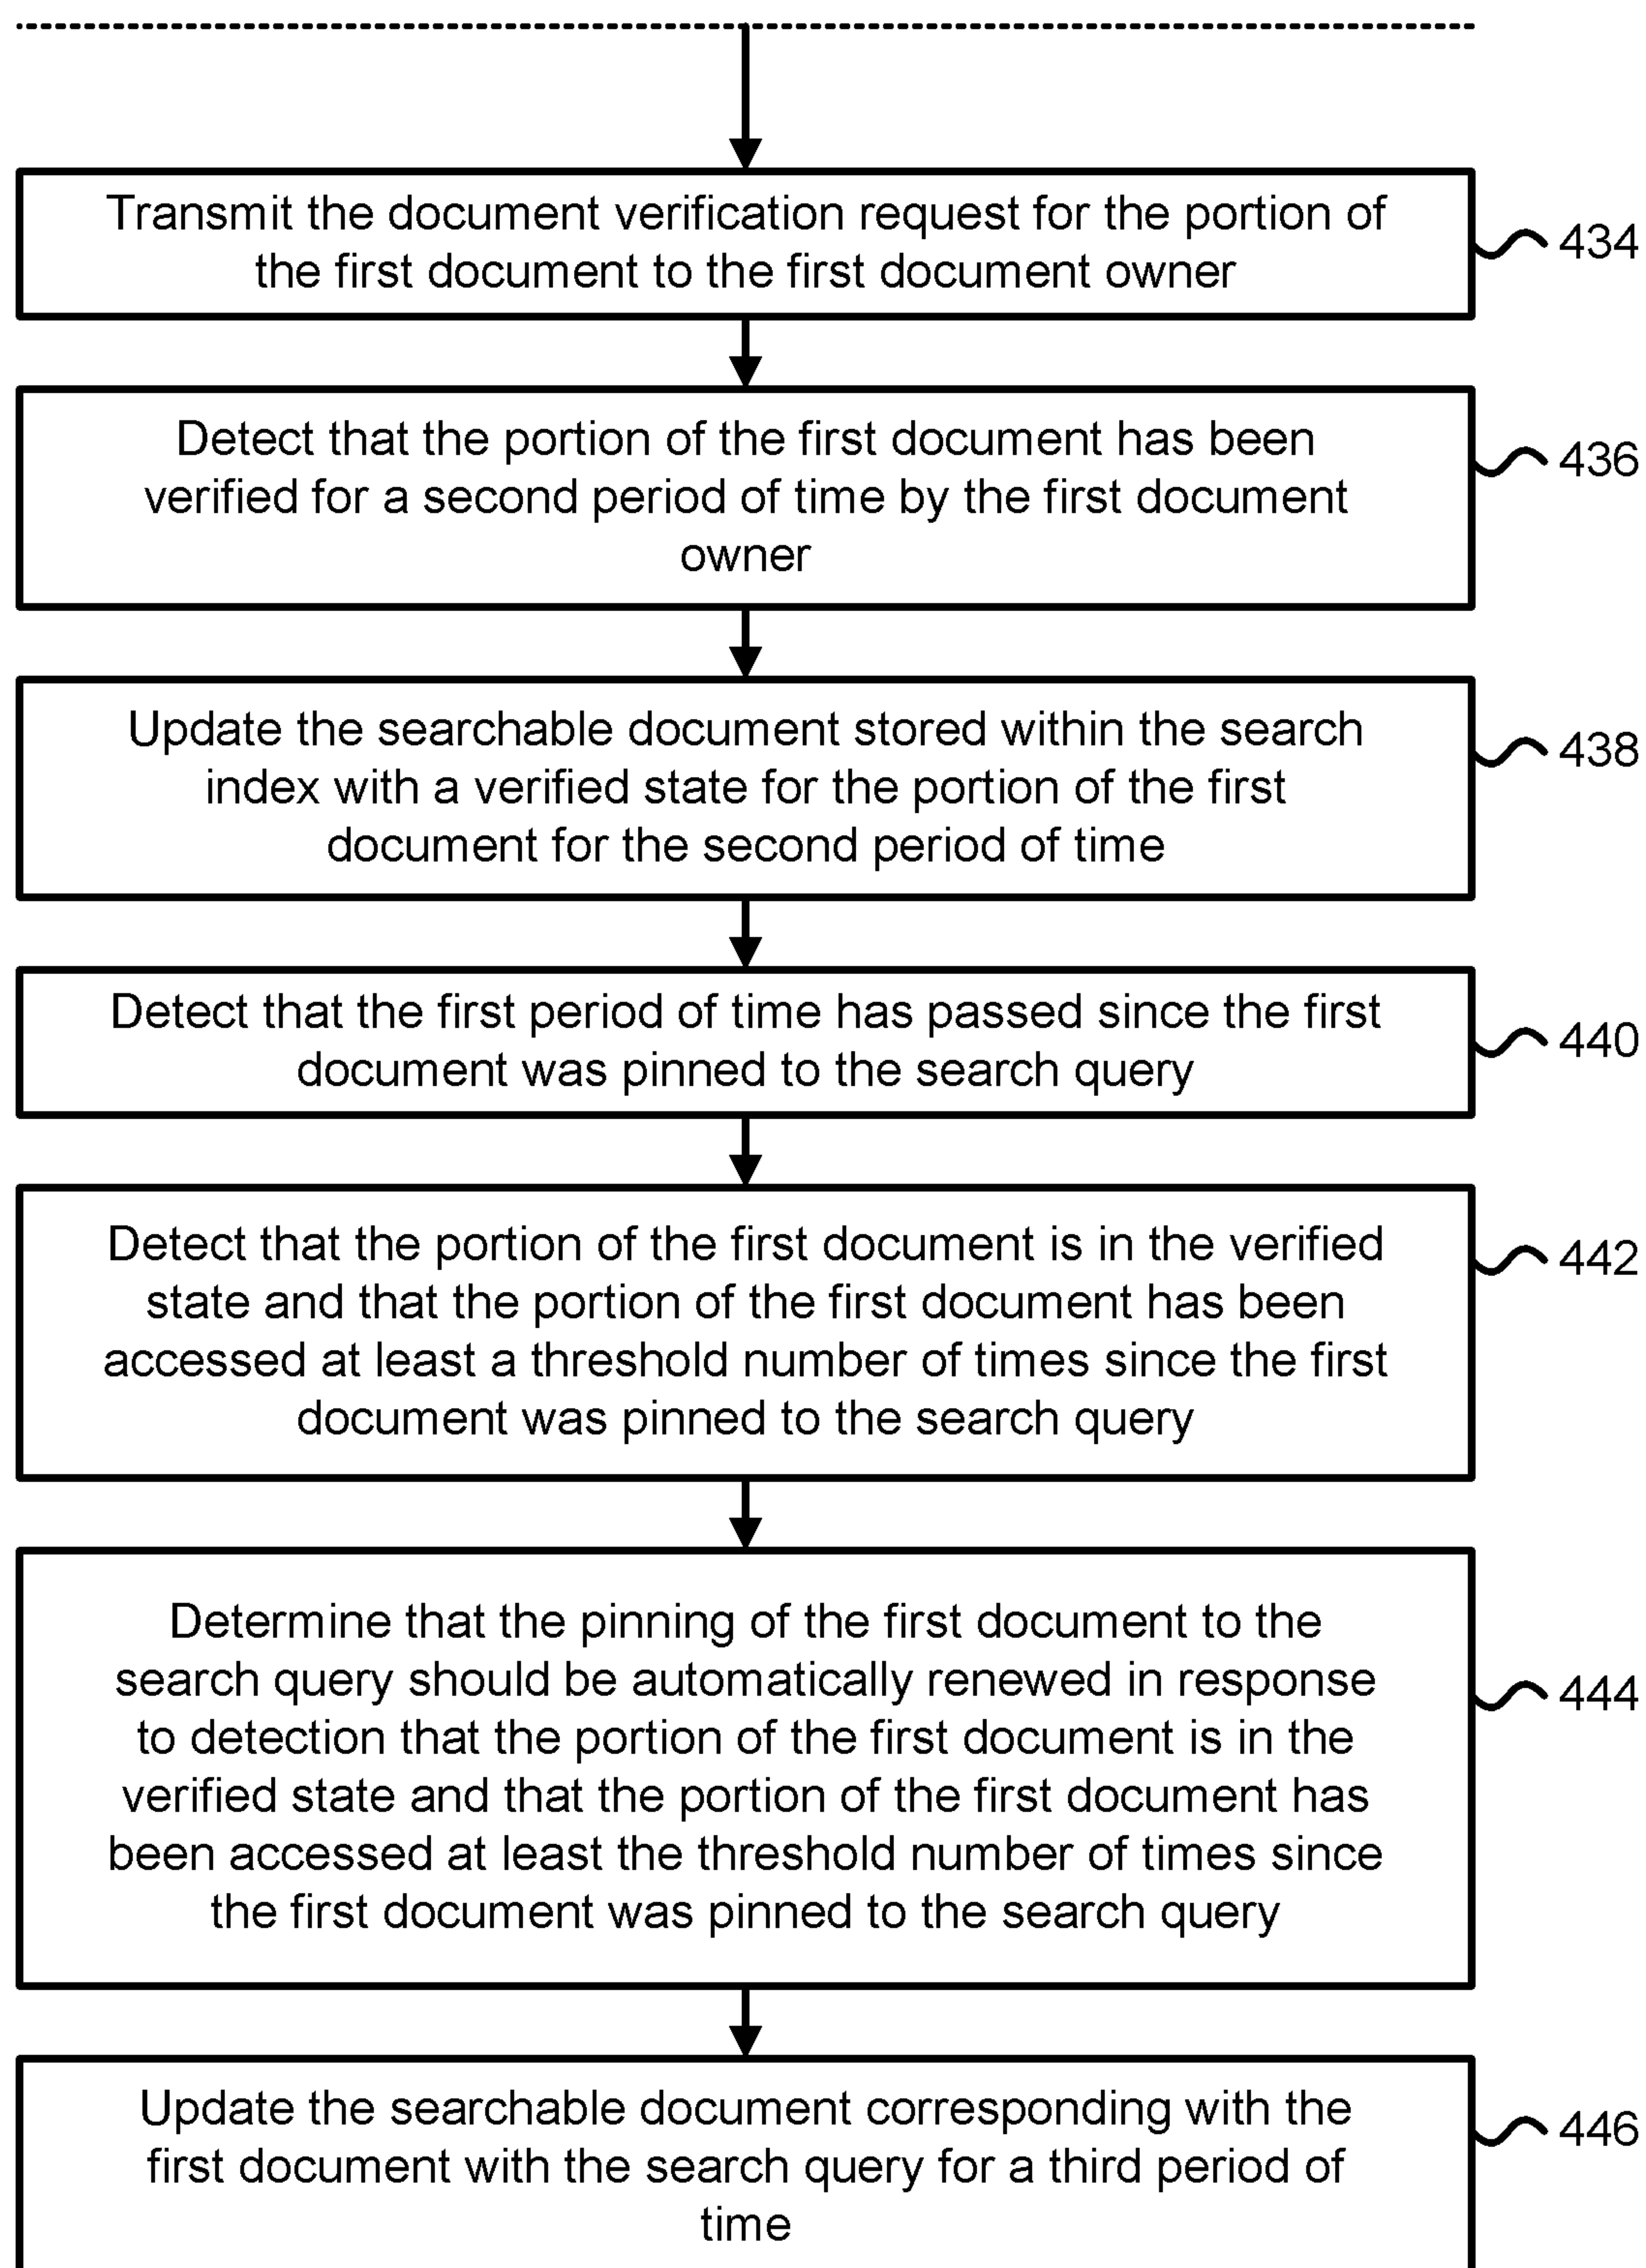 Transmit the document verification request for the portion of
the first document to the first document owner
434
Detect that the portion of the first document has been
verified for a second period of time by the first document
owner
436
Update the searchable document stored within the search
index with a verified state for the portion of the first
document for the second period of time
438
Detect that the first period of time has passed since the first
document was pinned to the search query
440
Detect that the portion of the first document is in the verified
state and that the portion of the first document has been
accessed at least a threshold number of times since the first
document was pinned to the search query
442
Determine that the pinning of the first document to the
search query should be automatically renewed in response
to detection that the portion of the first document is in the
verified state and that the portion of the first document has
been accessed at least the threshold number of times since
the first document was pinned to the search query
444
Update the searchable document corresponding with the
first document with the search query for a third period of
time
446